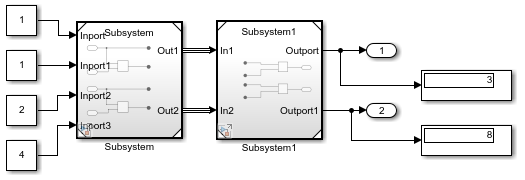 1
Subsystem
Subsystem1
Inport
Out1
In1
Outport
1
1
Inport1
3
2
Inport2
Out2
In2
Outport1
2
Inport3
8
4
Subsystem
Subsystem1